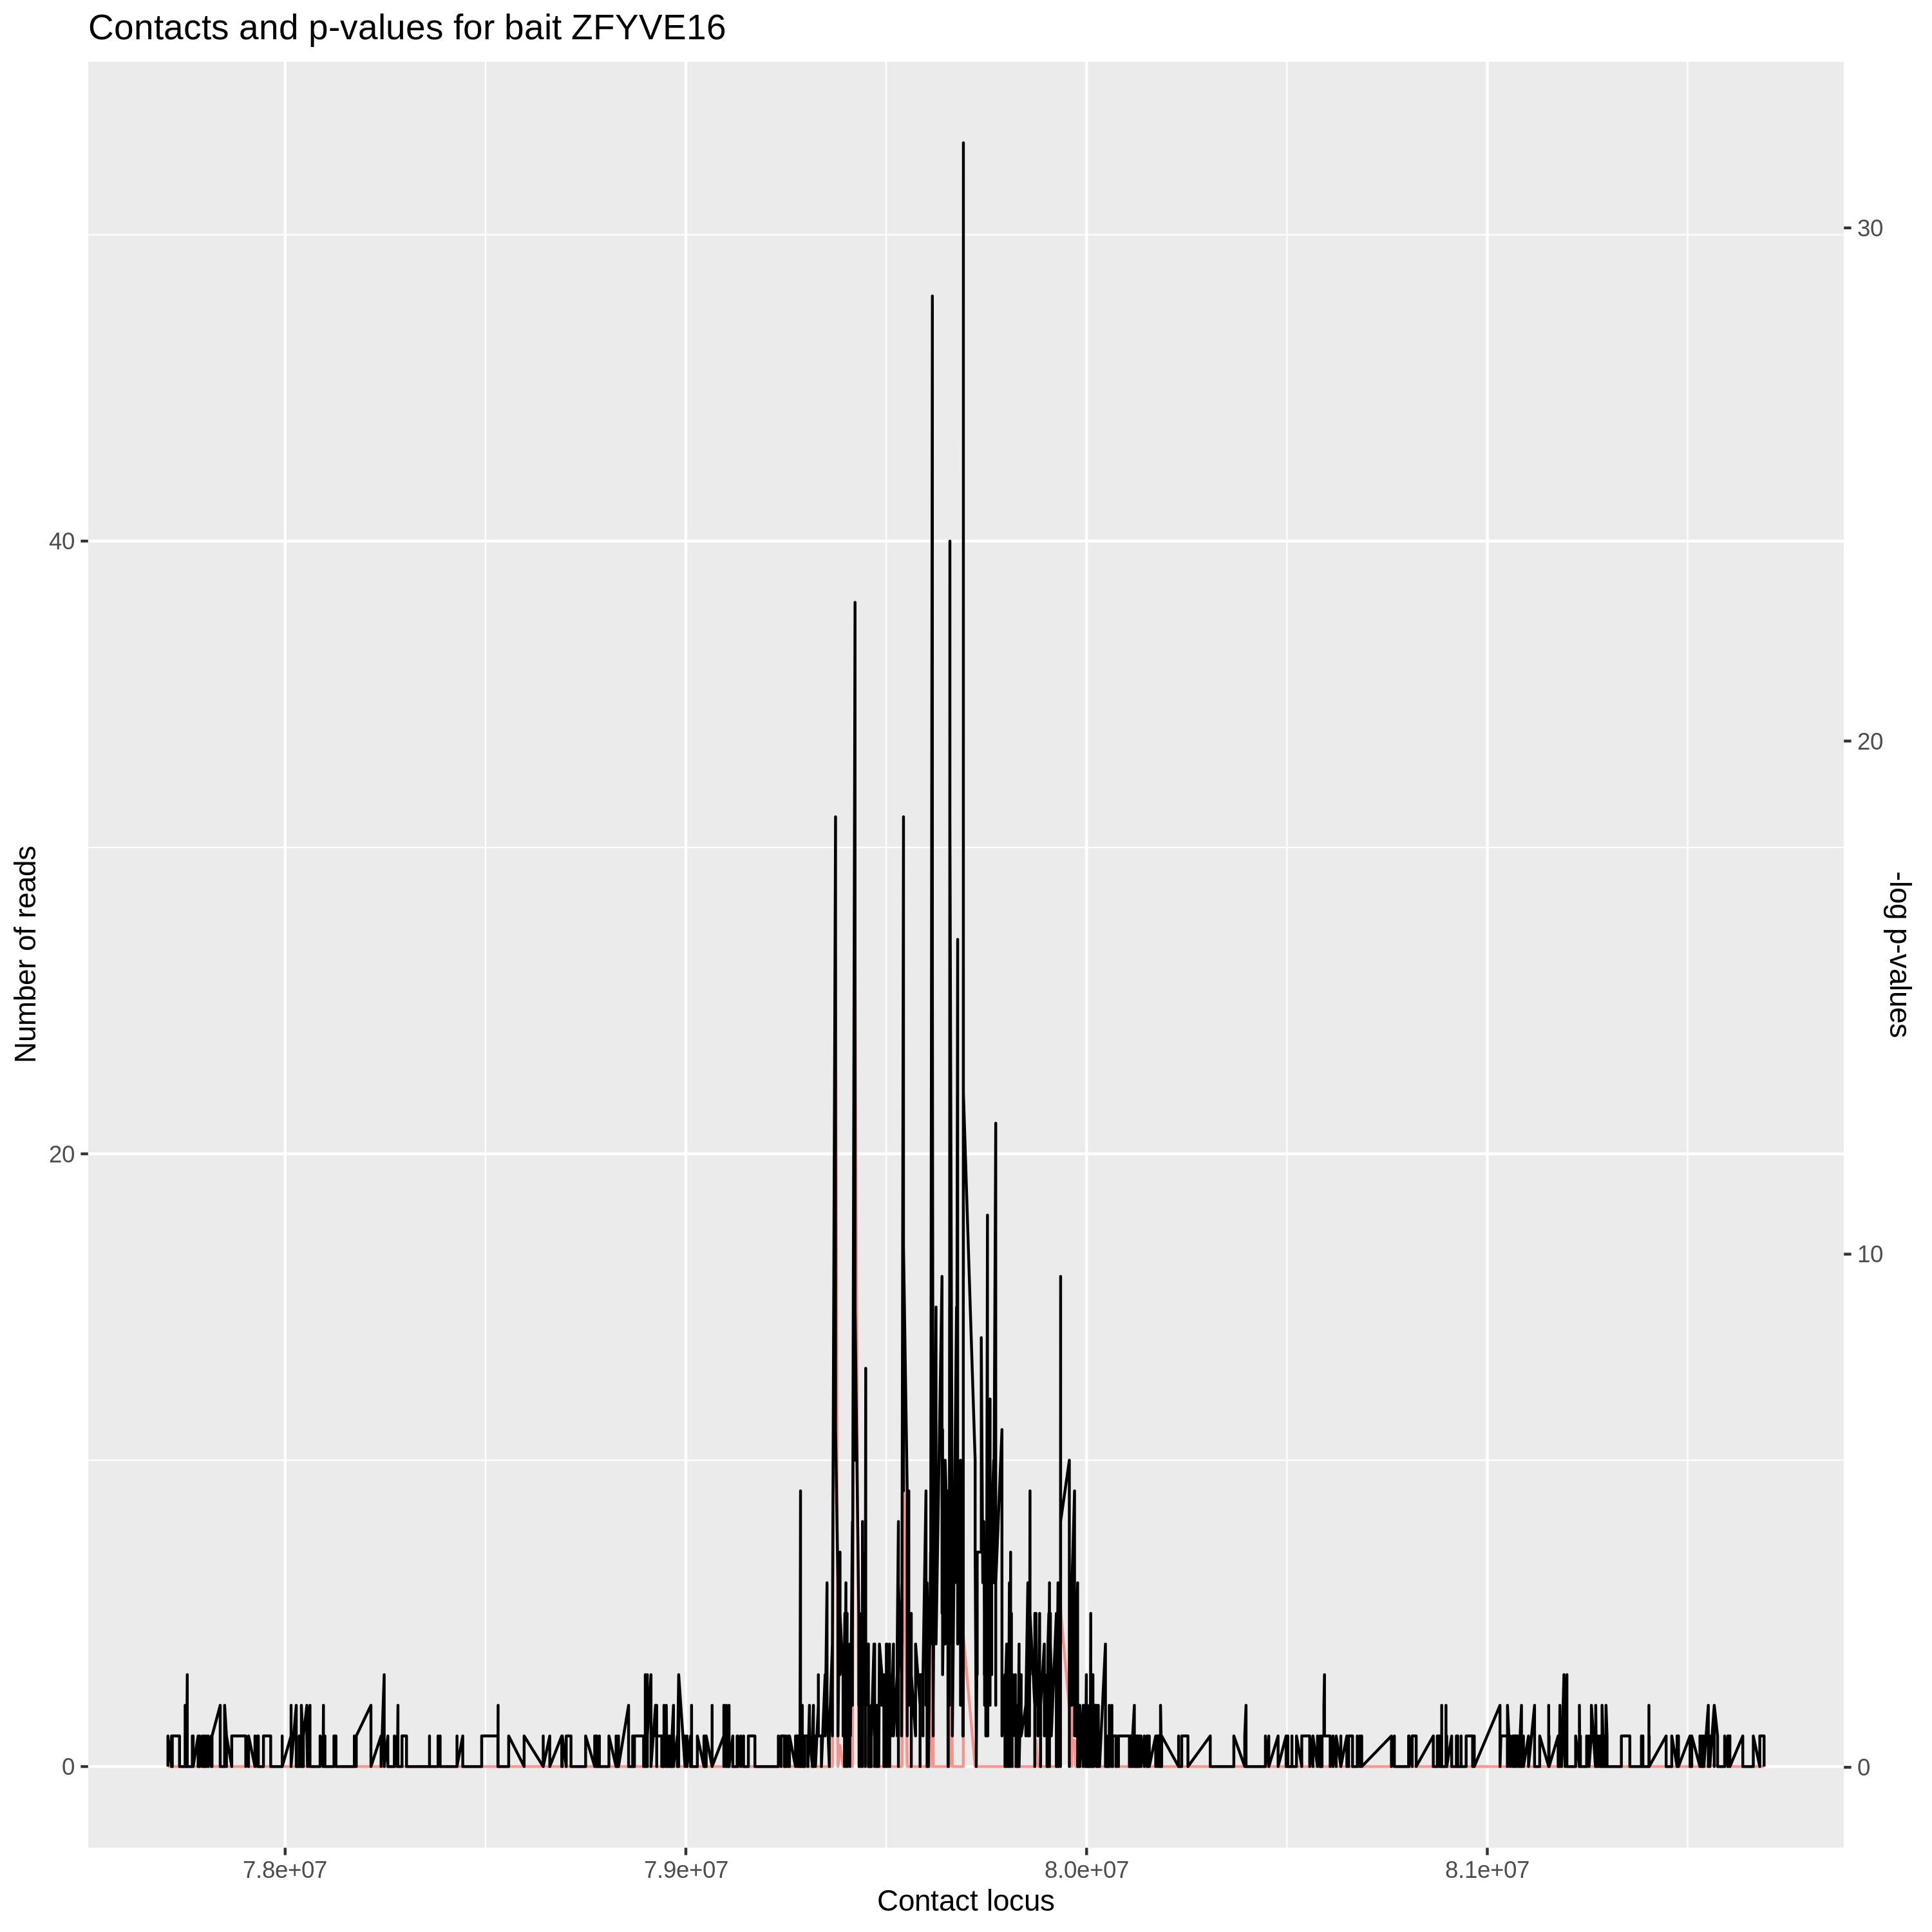 Contacts and p-values for bait ZFYVE16
30
40
20
Number of reads
-log p-values
20
10
0
0
7.8e+07
7.9e+07
8.0e+07
8.1e+07
Contact locus